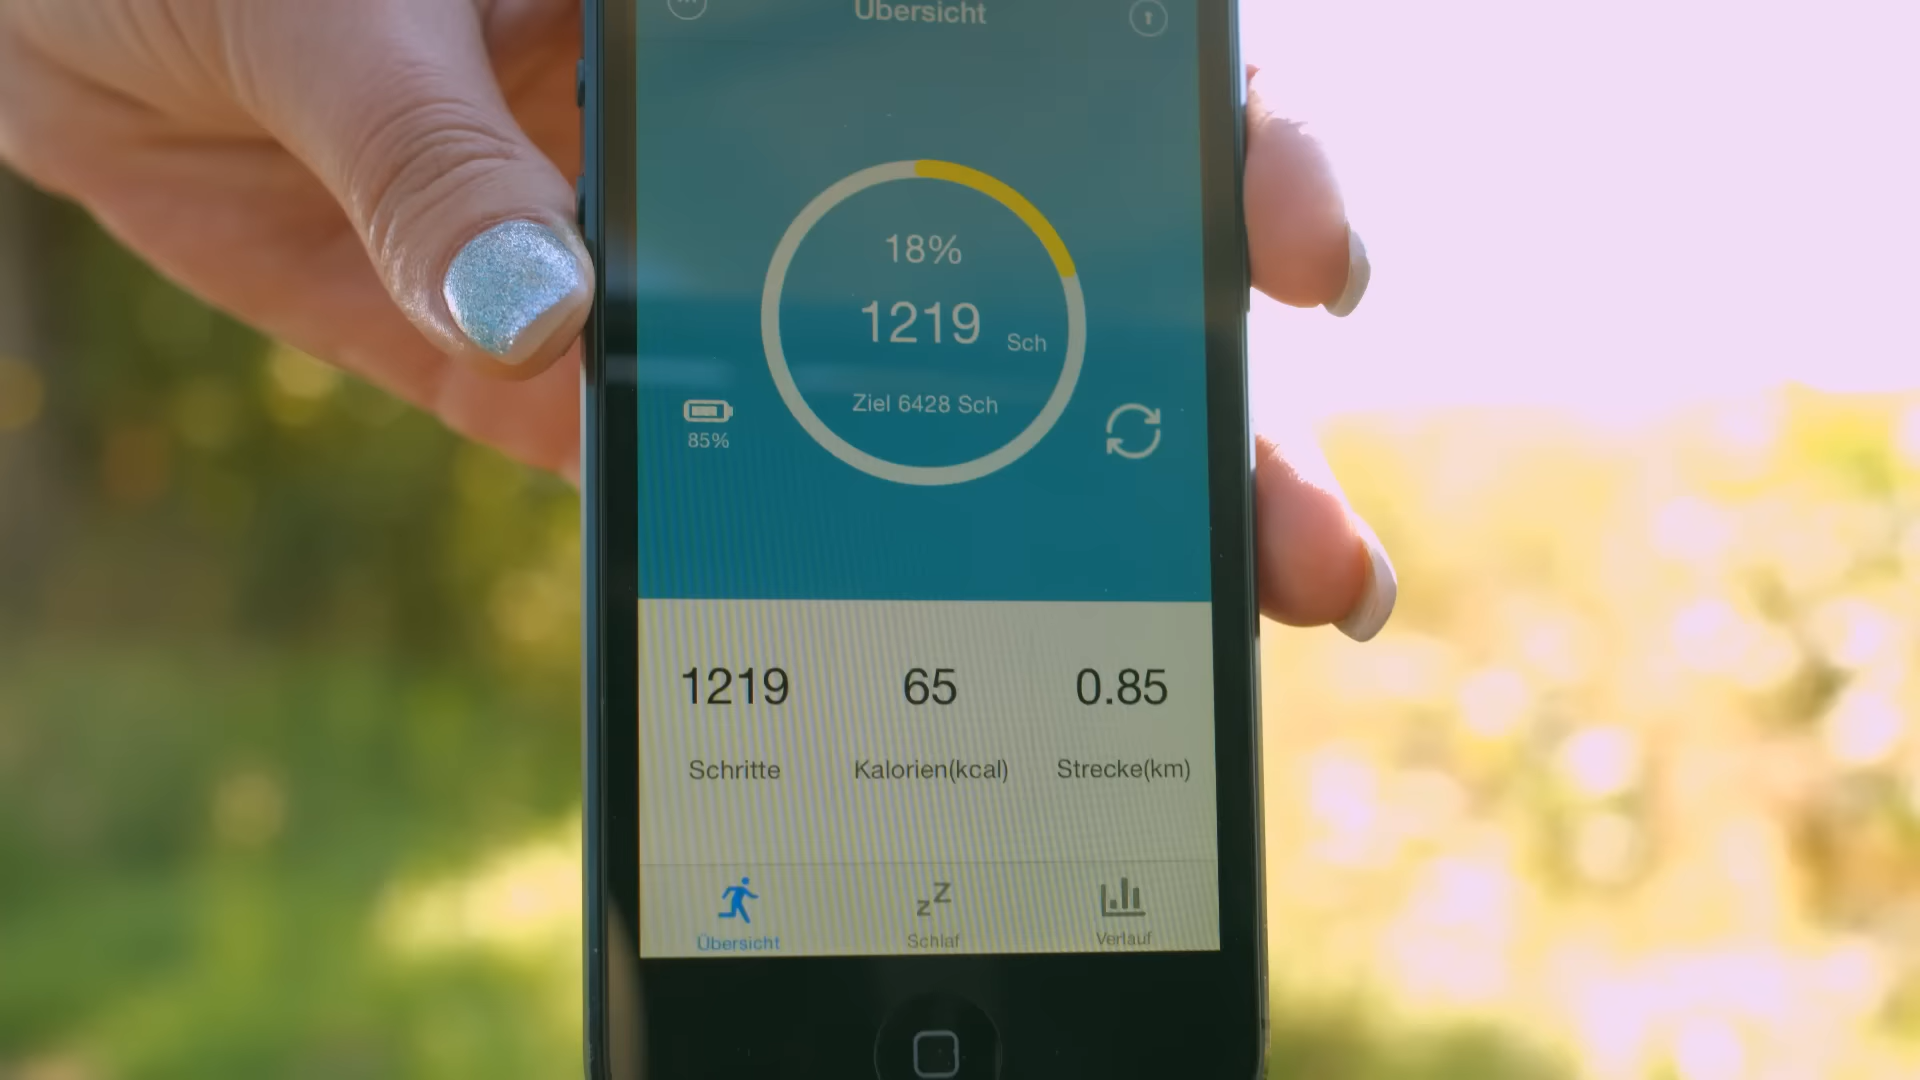 Übersicht
18%
1219 Sch
Ziel 6428 Sch
85%
1219 65 0.85
Schritte Kalorien(kcal) Strecke(km)
zZ
Übersicht Schlaf Verlauf